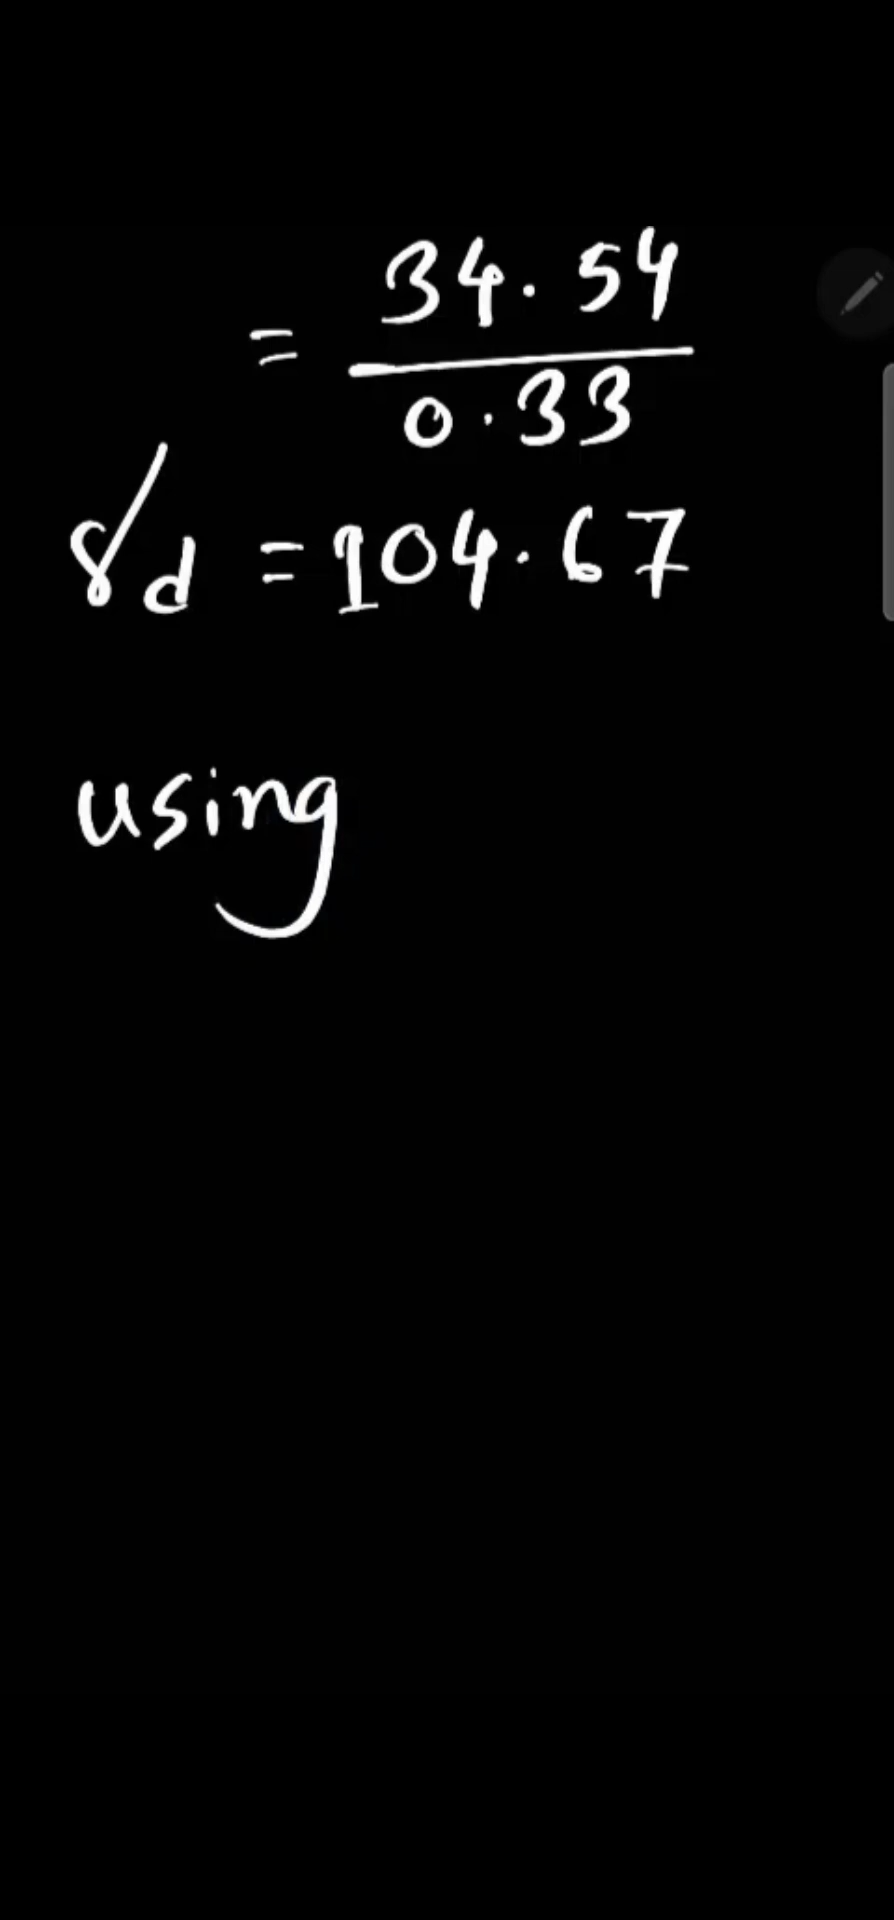 = 34.54 / 0.33
γd = 104.67
using